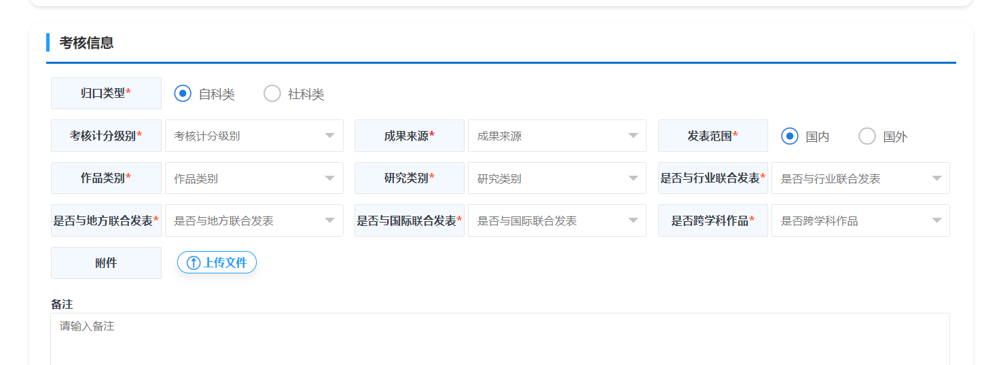 考核信息
归口类型* 自科类 社科类
考核计分级别* 考核计分级别 成果来源* 成果来源 发表范围* 国内 国外
作品类别* 作品类别 研究类别* 研究类别 是否与行业联合发表* 是否与行业联合发表
是否与地方联合发表* 是否与地方联合发表 是否与国际联合发表* 是否与国际联合发表 是否跨学科作品* 是否跨学科作品
附件 上传文件
备注
请输入备注